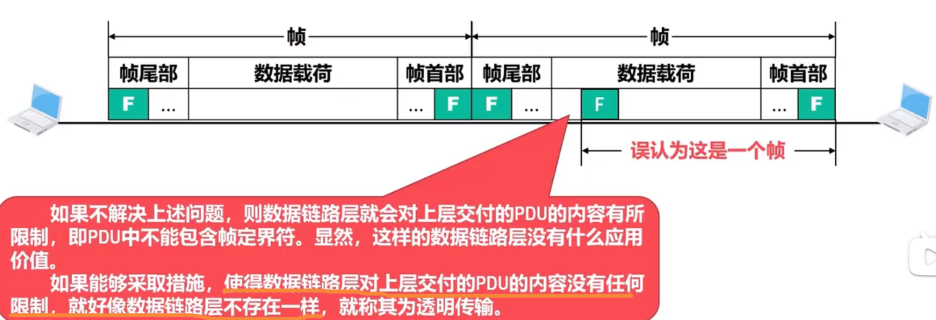 帧 帧
帧尾部 数据载荷 帧首部 帧尾部 数据载荷 帧首部
F … … F F … F … F
误认为这是一个帧
如果不解决上述问题，则数据链路层就会对上层交付的PDU的内容有所
限制，即PDU中不能包含帧定界符。显然，这样的数据链路层没有什么应用
价值。
如果能够采取措施，使得数据链路层对上层交付的PDU的内容没有任何
限制，就好像数据链路层不存在一样，就称其为透明传输。